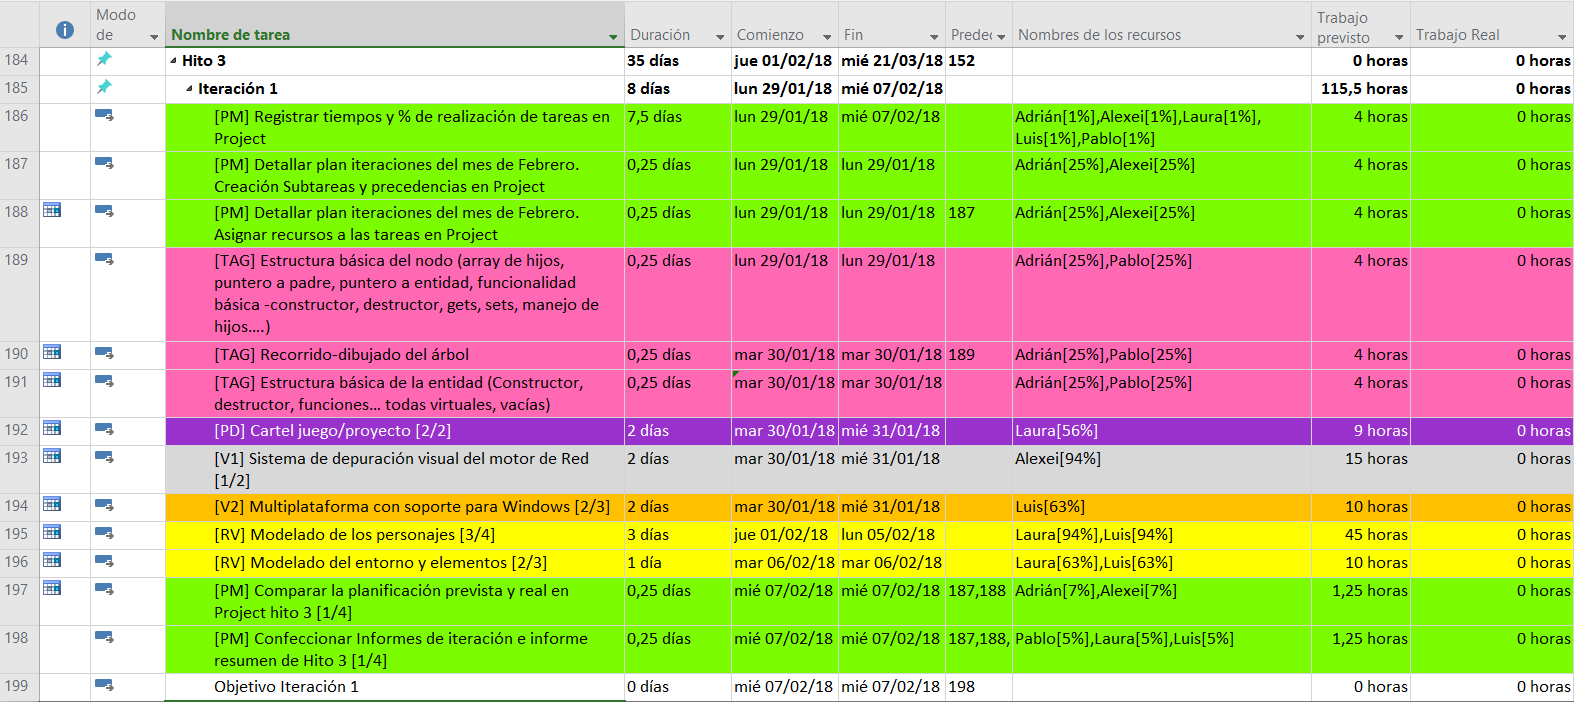 Modo de
Nombre de tarea
Duración
Comienzo
Fin
Predec
Nombres de los recursos
Trabajo previsto
Trabajo Real
184 Hito 3 35 días jue 01/02/18 mié 21/03/18 152 0 horas 0 horas
185 Iteración 1 8 días lun 29/01/18 mié 07/02/18 115,5 horas 0 horas
186 [PM] Registrar tiempos y % de realización de tareas en 7,5 días lun 29/01/18 mié 07/02/18 Adrián[1%],Alexei[1%],Laura[1%], 4 horas 0 horas
Project Luis[1%],Pablo[1%]
187 [PM] Detallar plan iteraciones del mes de Febrero. 0,25 días lun 29/01/18 lun 29/01/18 Adrián[25%],Alexei[25%] 4 horas 0 horas
Creación Subtareas y precedencias en Project
188 [PM] Detallar plan iteraciones del mes de Febrero. 0,25 días lun 29/01/18 lun 29/01/18 187 Adrián[25%],Alexei[25%] 4 horas 0 horas
Asignar recursos a las tareas en Project
189 [TAG] Estructura básica del nodo (array de hijos, 0,25 días lun 29/01/18 lun 29/01/18 Adrián[25%],Pablo[25%] 4 horas 0 horas
puntero a padre, puntero a entidad, funcionalidad
básica -constructor, destructor, gets, sets, manejo de
hijos....)
190 [TAG] Recorrido-dibujado del árbol 0,25 días mar 30/01/18 mar 30/01/18 189 Adrián[25%],Pablo[25%] 4 horas 0 horas
191 [TAG] Estructura básica de la entidad (Constructor, 0,25 días mar 30/01/18 mar 30/01/18 Adrián[25%],Pablo[25%] 4 horas 0 horas
destructor, funciones... todas virtuales, vacías)
192 [PD] Cartel juego/proyecto [2/2] 2 días mar 30/01/18 mié 31/01/18 Laura[56%] 9 horas 0 horas
193 [V1] Sistema de depuración visual del motor de Red 2 días mar 30/01/18 mié 31/01/18 Alexei[94%] 15 horas 0 horas
[1/2]
194 [V2] Multiplataforma con soporte para Windows [2/3] 2 días mar 30/01/18 mié 31/01/18 Luis[63%] 10 horas 0 horas
195 [RV] Modelado de los personajes [3/4] 3 días jue 01/02/18 lun 05/02/18 Laura[94%],Luis[94%] 45 horas 0 horas
196 [RV] Modelado del entorno y elementos [2/3] 1 día mar 06/02/18 mar 06/02/18 Laura[63%],Luis[63%] 10 horas 0 horas
197 [PM] Comparar la planificación prevista y real en 0,25 días mié 07/02/18 mié 07/02/18 187,188 Adrián[7%],Alexei[7%] 1,25 horas 0 horas
Project hito 3 [1/4]
198 [PM] Confeccionar Informes de iteración e informe 0,25 días mié 07/02/18 mié 07/02/18 187,188, Pablo[5%],Laura[5%],Luis[5%] 1,25 horas 0 horas
resumen de Hito 3 [1/4]
199 Objetivo Iteración 1 0 días mié 07/02/18 mié 07/02/18 198 0 horas 0 horas